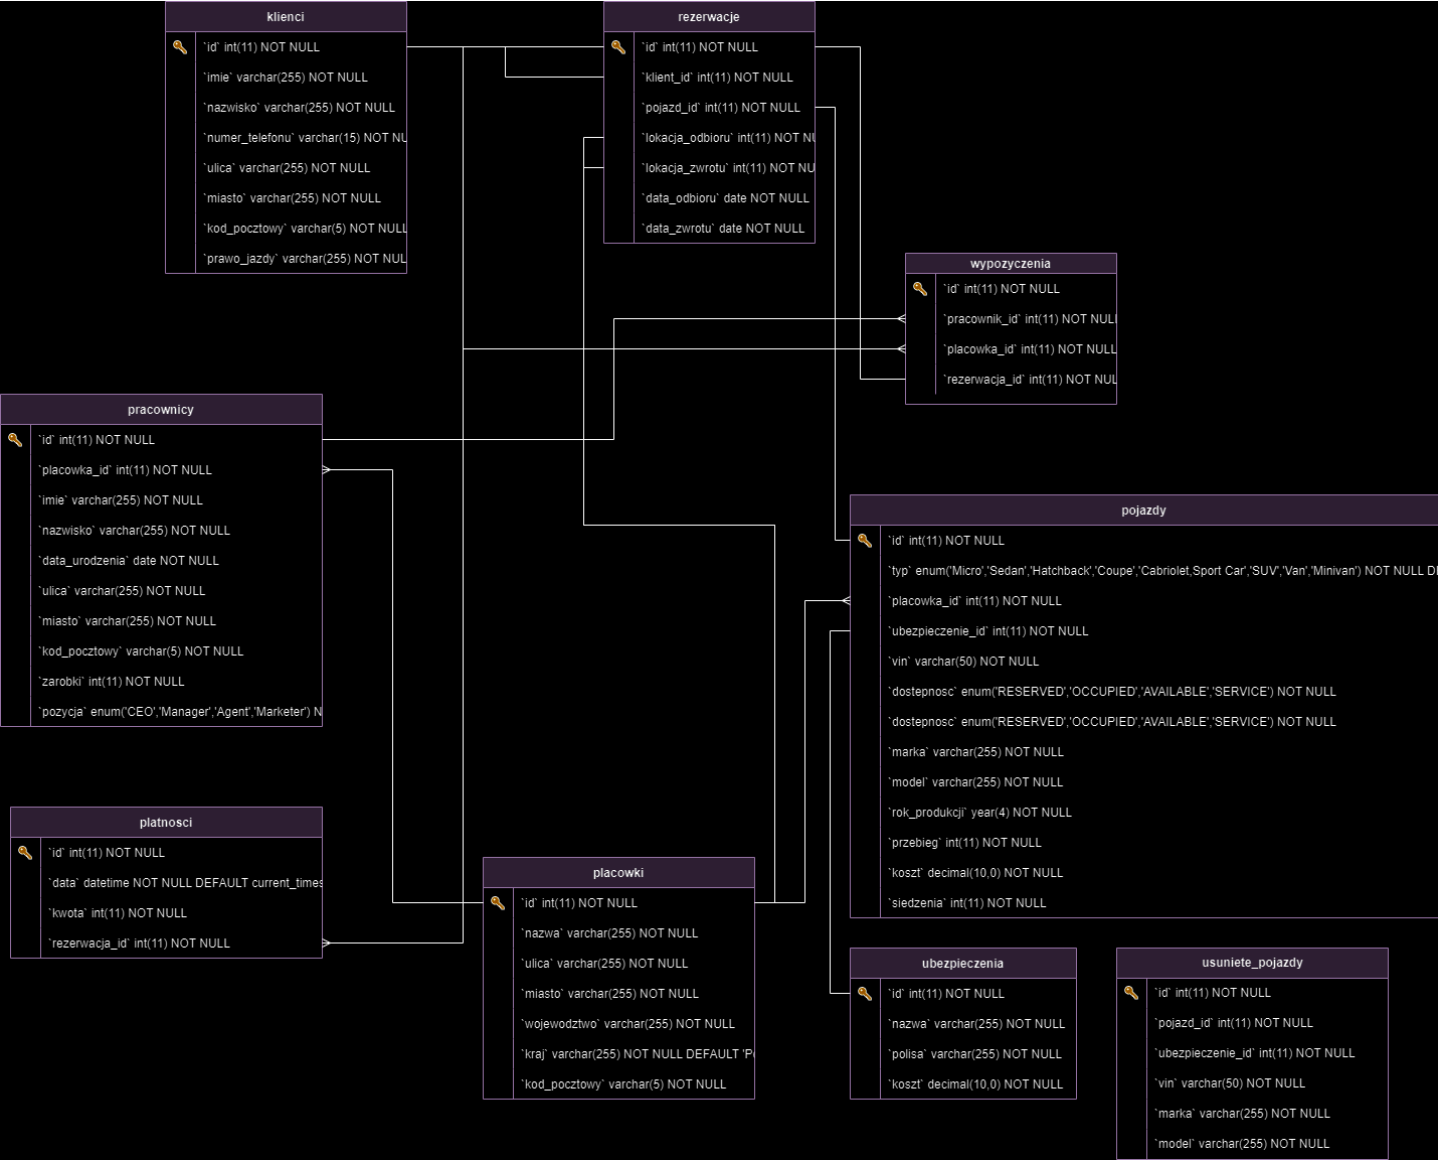 klienci
`id` int(11) NOT NULL
`imie` varchar(255) NOT NULL
`nazwisko` varchar(255) NOT NULL
`numer_telefonu` varchar(15) NOT NU
`ulica` varchar(255) NOT NULL
`miasto` varchar(255) NOT NULL
`kod_pocztowy` varchar(5) NOT NULL
`prawo_jazdy` varchar(255) NOT NUL
rezerwacje
`id` int(11) NOT NULL
`klient_id` int(11) NOT NULL
`pojazd_id` int(11) NOT NULL
`lokacja_odbioru` int(11) NOT NU
`lokacja_zwrotu` int(11) NOT NU
`data_odbioru` date NOT NULL
`data_zwrotu` date NOT NULL
wypozyczenia
`id` int(11) NOT NULL
`pracownik_id` int(11) NOT NULL
`placowka_id` int(11) NOT NULL
`rezerwacja_id` int(11) NOT NUL
pracownicy
`id` int(11) NOT NULL
`placowka_id` int(11) NOT NULL
`imie` varchar(255) NOT NULL
`nazwisko` varchar(255) NOT NULL
`data_urodzenia` date NOT NULL
`ulica` varchar(255) NOT NULL
`miasto` varchar(255) NOT NULL
`kod_pocztowy` varchar(5) NOT NULL
`zarobki` int(11) NOT NULL
`pozycja` enum('CEO','Manager','Agent','Marketer') N
pojazdy
`id` int(11) NOT NULL
`typ` enum('Micro','Sedan','Hatchback','Coupe','Cabriolet,Sport Car','SUV','Van','Minivan') NOT NULL DE
`placowka_id` int(11) NOT NULL
`ubezpieczenie_id` int(11) NOT NULL
`vin` varchar(50) NOT NULL
`dostepnosc` enum('RESERVED','OCCUPIED','AVAILABLE','SERVICE') NOT NULL
`dostepnosc` enum('RESERVED','OCCUPIED','AVAILABLE','SERVICE') NOT NULL
`marka` varchar(255) NOT NULL
`model` varchar(255) NOT NULL
`rok_produkcji` year(4) NOT NULL
`przebieg` int(11) NOT NULL
`koszt` decimal(10,0) NOT NULL
`siedzenia` int(11) NOT NULL
platnosci
`id` int(11) NOT NULL
`data` datetime NOT NULL DEFAULT current_times
`kwota` int(11) NOT NULL
`rezerwacja_id` int(11) NOT NULL
placowki
`id` int(11) NOT NULL
`nazwa` varchar(255) NOT NULL
`ulica` varchar(255) NOT NULL
`miasto` varchar(255) NOT NULL
`wojewodztwo` varchar(255) NOT NULL
`kraj` varchar(255) NOT NULL DEFAULT 'Po
`kod_pocztowy` varchar(5) NOT NULL
ubezpieczenia
`id` int(11) NOT NULL
`nazwa` varchar(255) NOT NULL
`polisa` varchar(255) NOT NULL
`koszt` decimal(10,0) NOT NULL
usuniete_pojazdy
`id` int(11) NOT NULL
`pojazd_id` int(11) NOT NULL
`ubezpieczenie_id` int(11) NOT NULL
`vin` varchar(50) NOT NULL
`marka` varchar(255) NOT NULL
`model` varchar(255) NOT NULL